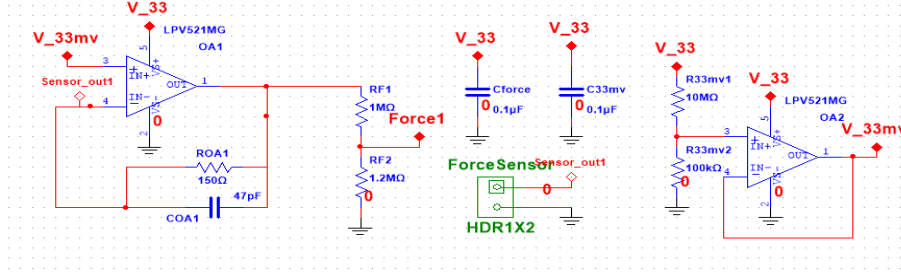 V_33
LPV521MG
V_33mv
OA1
3
5
VS+
IN+
OUT
1
Sensor_out1
4
IN-
VS-
0
2
ROA1
150Ω
47pF
COA1
RF1
1MΩ
Force1
RF2
1.2MΩ
0
V_33
Cforce
0
0.1µF
V_33
C33mv
0
0.1µF
ForceSensor
Sensor_out1
0
HDR1X2
V_33
R33mv1
10MΩ
R33mv2
100kΩ
0
V_33
LPV521MG
OA2
V_33mv
3
5
VS+
IN+
OUT
1
4
IN-
VS-
0
2